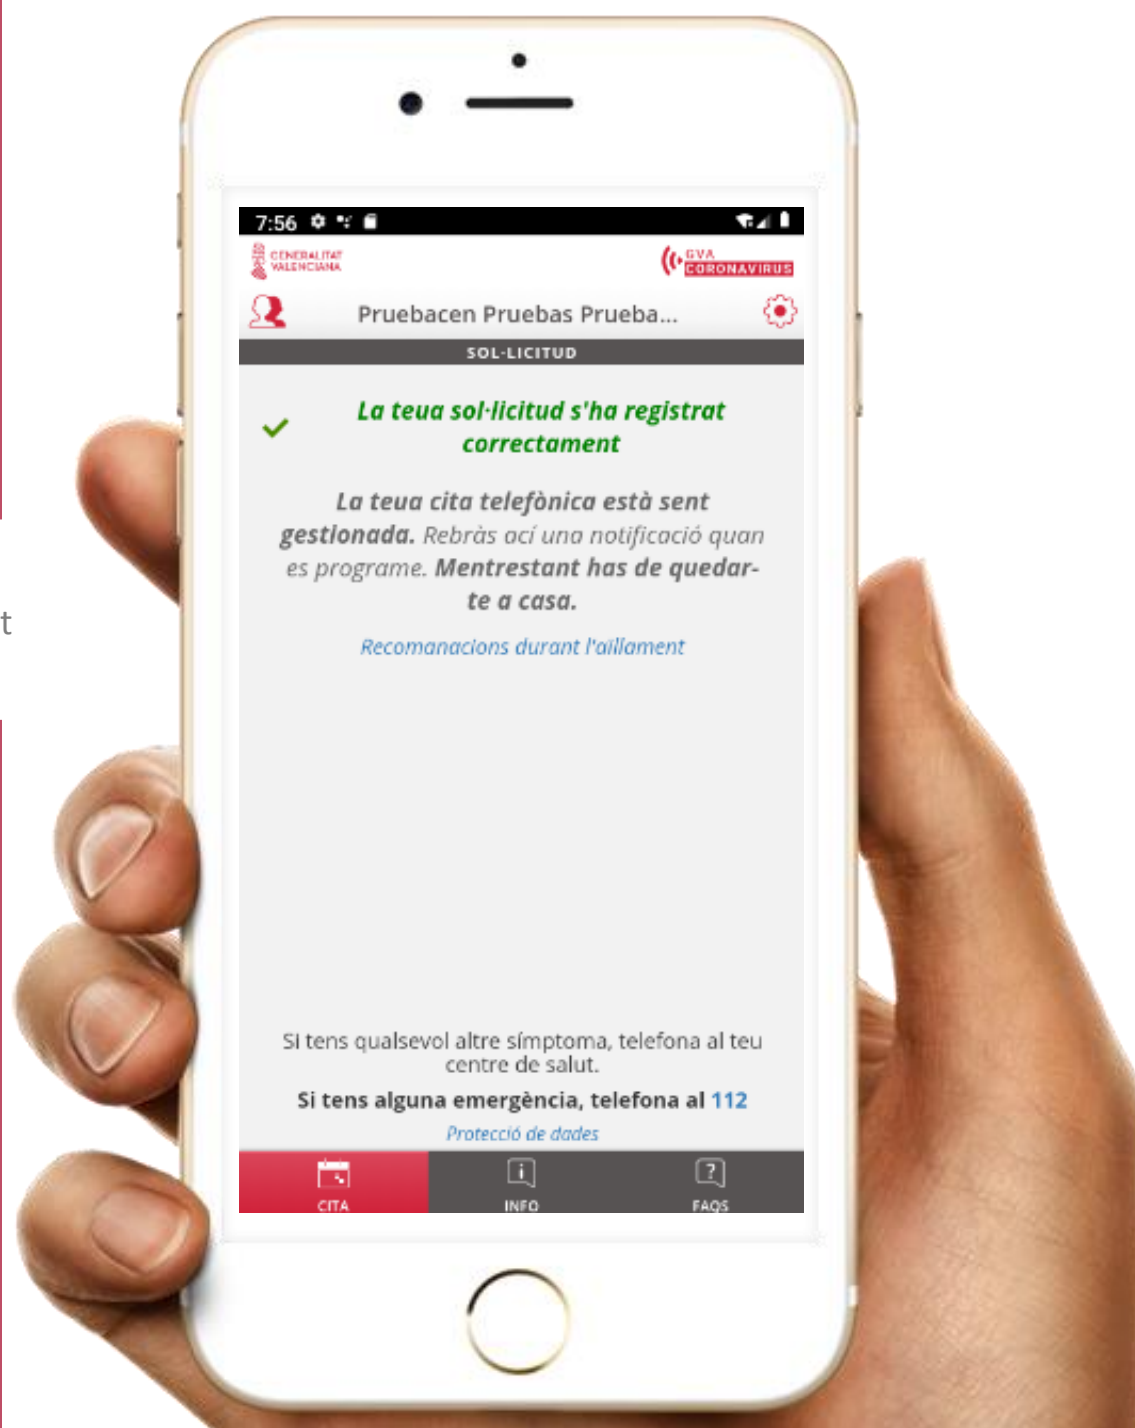 7:56
GENERALITAT
VALENCIANA
GVA
CORONAVIRUS
Pruebacen Pruebas Prueba...
SOL·LICITUD
La teua sol·licitud s'ha registrat
correctament
La teua cita telefònica està sent
gestionada. Rebràs ací una notificació quan
es programe. Mentrestant has de quedar-
te a casa.
t
Recomanacions durant l'aïllament
Si tens qualsevol altre símptoma, telefona al teu
centre de salut.
Si tens alguna emergència, telefona al 112
Protecció de dades
CITA
INFO
FAQS